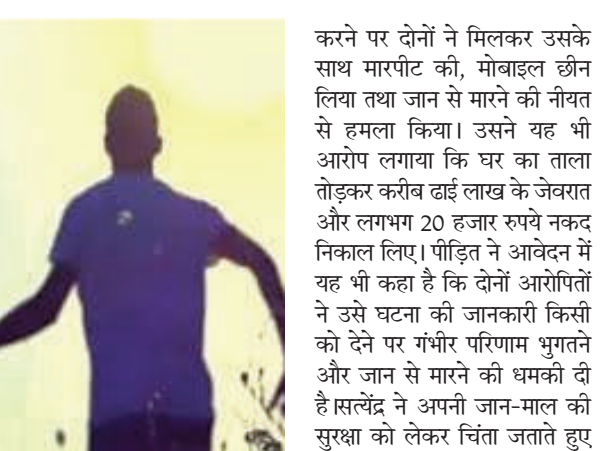 करने पर दोनों ने मिलकर उसके
साथ मारपीट की, मोबाइल छीन
लिया तथा जान से मारने की नीयत
से हमला किया। उसने यह भी
आरोप लगाया कि घर का ताला
तोड़कर करीब ढाई लाख के जेवरात
और लगभग 20 हजार रुपये नकद
निकाल लिए। पीड़ित ने आवेदन में
यह भी कहा है कि दोनों आरोपितों
ने उसे घटना की जानकारी किसी
को देने पर गंभीर परिणाम भुगतने
और जान से मारने की धमकी दी
है।सत्येंद्र ने अपनी जान-माल की
सुरक्षा को लेकर चिंता जताते हुए